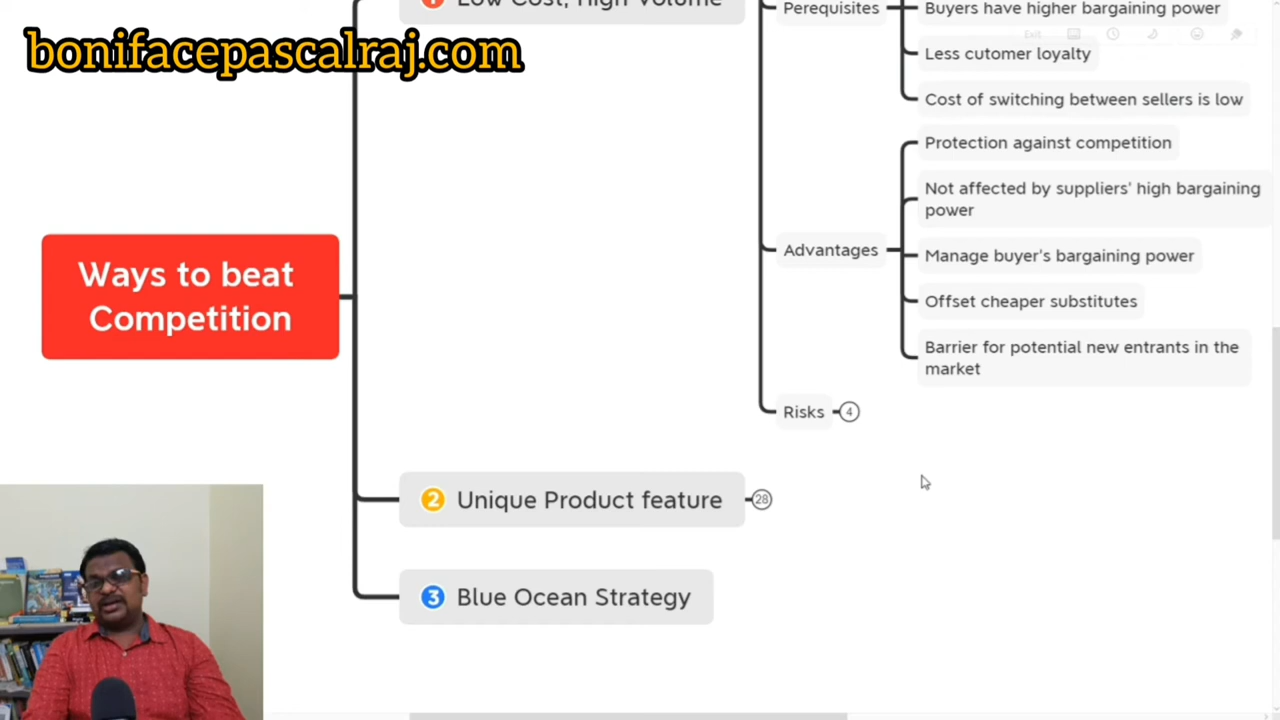 1 Low Cost, High Volume
Perequisites
Buyers have higher bargaining power
bonifacepascalraj.com
Exit
Less cutomer loyalty
Cost of switching between sellers is low
Protection against competition
Not affected by suppliers' high bargaining
power
Advantages
Manage buyer's bargaining power
Offset cheaper substitutes
Barrier for potential new entrants in the
market
Ways to beat
Competition
Risks
4
2 Unique Product feature
28
3 Blue Ocean Strategy